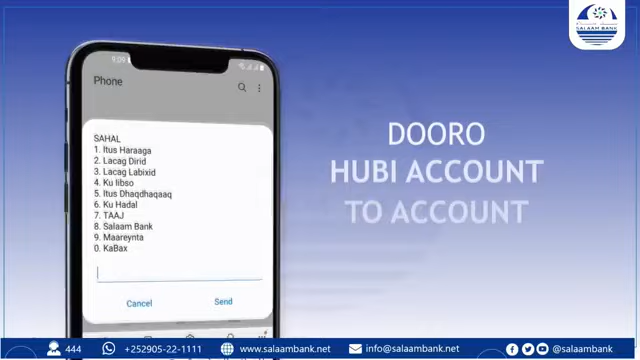 SALAAM BANK
9:09
Phone
SAHAL
1. Itus Haraaga
2. Lacag Dirid
3. Lacag Labixid
4. Ku Iibso
5. Itus Dhaqdhaqaaq
6. Ku Hadal
7. TAAJ
8. Salaam Bank
9. Maareynta
0. KaBax
Cancel
Send
DOORO
HUBI ACCOUNT
TO ACCOUNT
444
+252905-22-1111
www.salaambank.net
info@salaambank.net
@salaambank